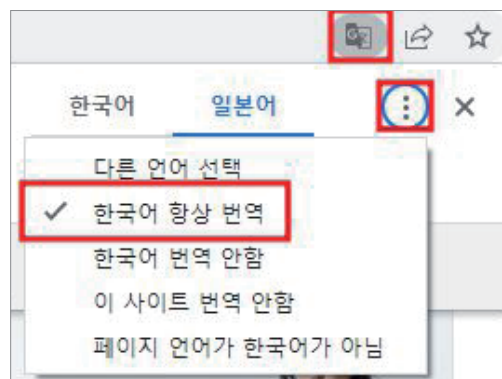 한국어 일본어
다른 언어 선택
한국어 항상 번역
한국어 번역 안함
이 사이트 번역 안함
페이지 언어가 한국어가 아님